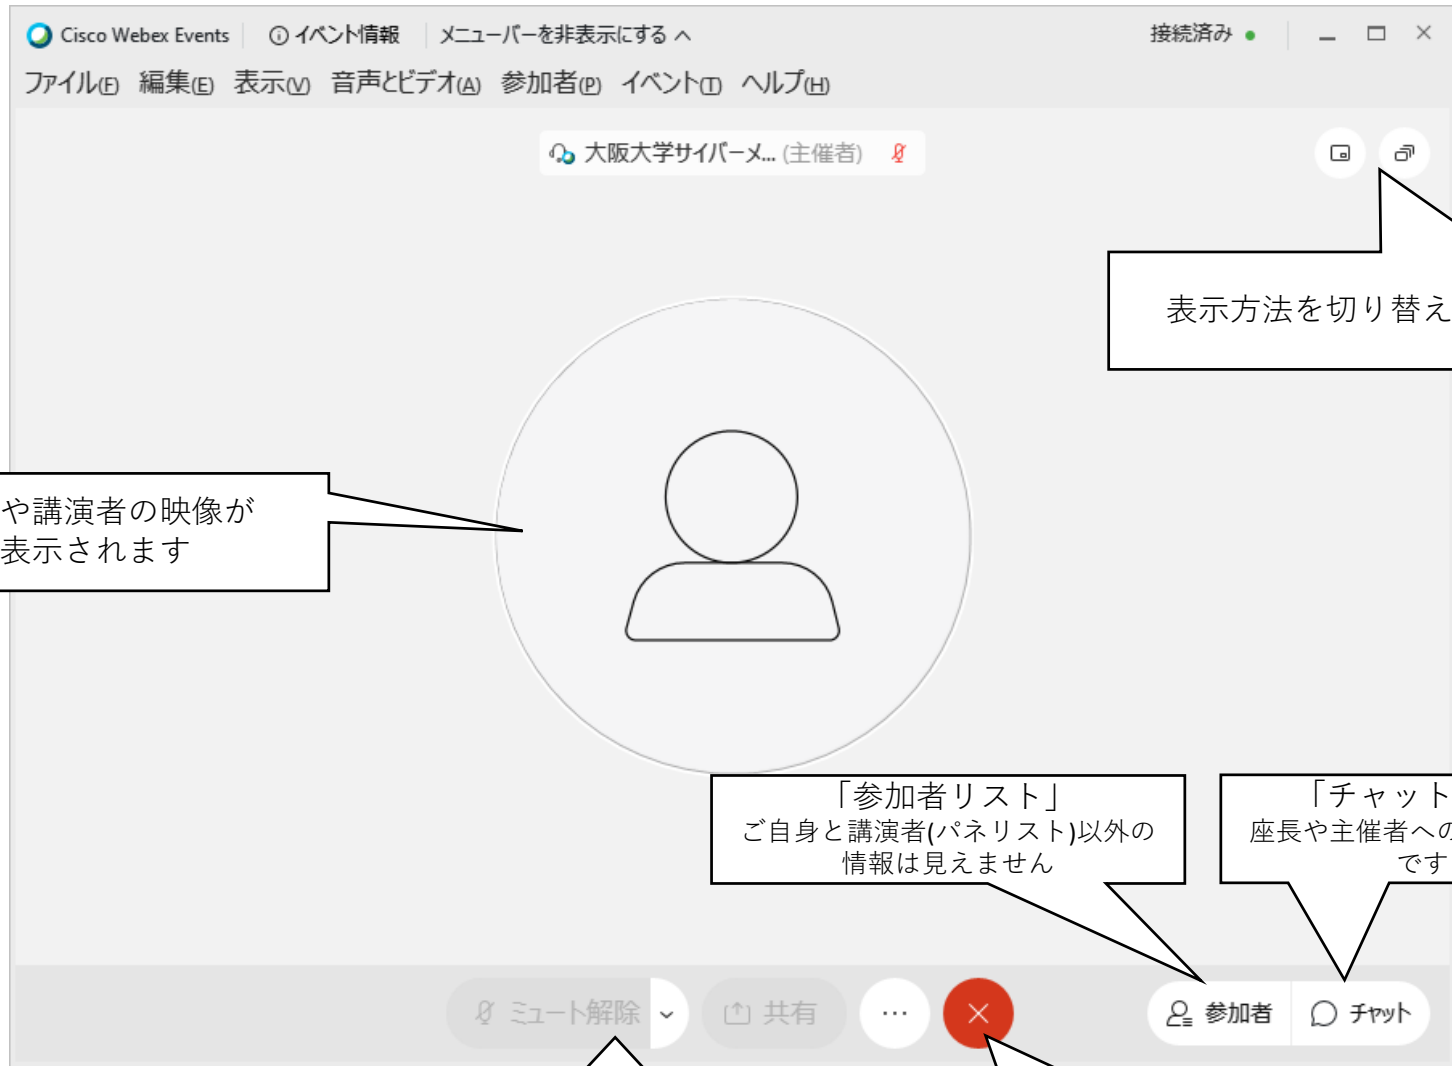 Cisco Webex Events イベント情報 メニューバーを非表示にする 接続済み
ファイル(F) 編集(E) 表示(V) 音声とビデオ(A) 参加者(P) イベント(T) ヘルプ(H)
大阪大学サイバーメ... (主催者)
表示方法を切り替え
や講演者の映像が
表示されます
「参加者リスト」
ご自身と講演者(パネリスト)以外の
情報は見えません
「チャット
座長や主催者への
です
ミュート解除 共有 ... 参加者 チャット